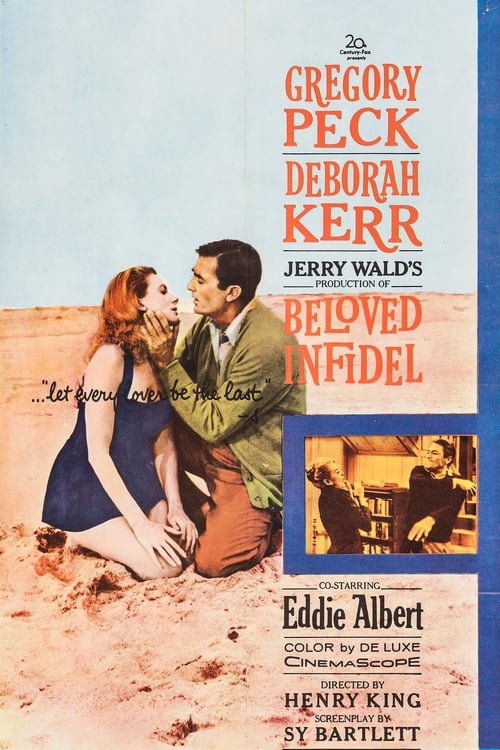 20th
Century-Fox
presents
GREGORY
PECK
DEBORAH
KERR
JERRY WALD'S
PRODUCTION OF
BELOVED
INFIDEL
..."let every lover be the last"
CO-STARRING
Eddie Albert
COLOR by DE LUXE
CINEMASCOPE
DIRECTED BY
HENRY KING
SCREENPLAY BY
SY BARTLETT